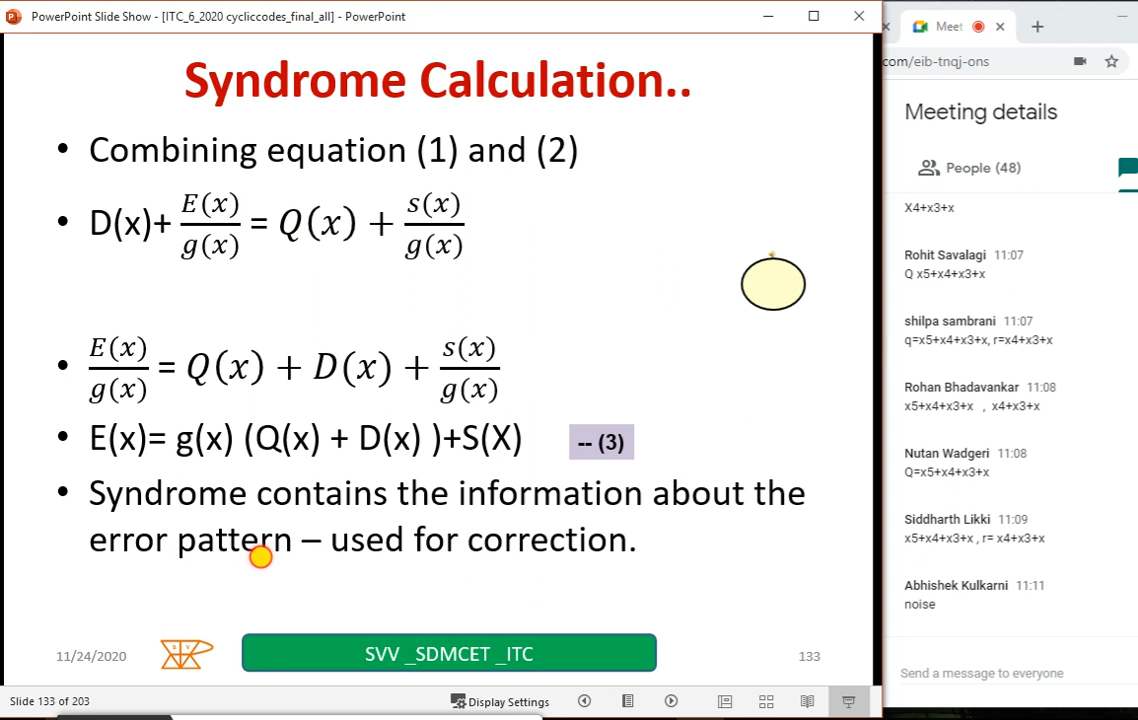 PowerPoint Slide Show - [ITC_6_2020 cycliccodes_final_all] - PowerPoint
Syndrome Calculation..
• Combining equation (1) and (2)
• D(x)+ E(x)/g(x) = Q(x) + s(x)/g(x)
• E(x)/g(x) = Q(x) + D(x) + s(x)/g(x)
• E(x)= g(x) (Q(x) + D(x) )+S(X) -- (3)
• Syndrome contains the information about the
error pattern – used for correction.
11/24/2020
S V
SVV _SDMCET _ITC
133
Slide 133 of 203
Display Settings
Meet
com/eib-tnqj-ons
Meeting details
People (48)
X4+x3+x
Rohit Savalagi 11:07
Q x5+x4+x3+x
shilpa sambrani 11:07
q=x5+x4+x3+x, r=x4+x3+x
Rohan Bhadavankar 11:08
x5+x4+x3+x , x4+x3+x
Nutan Wadgeri 11:08
Q=x5+x4+x3+x
Siddharth Likki 11:09
x5+x4+x3+x , r= x4+x3+x
Abhishek Kulkarni 11:11
noise
Send a message to everyone